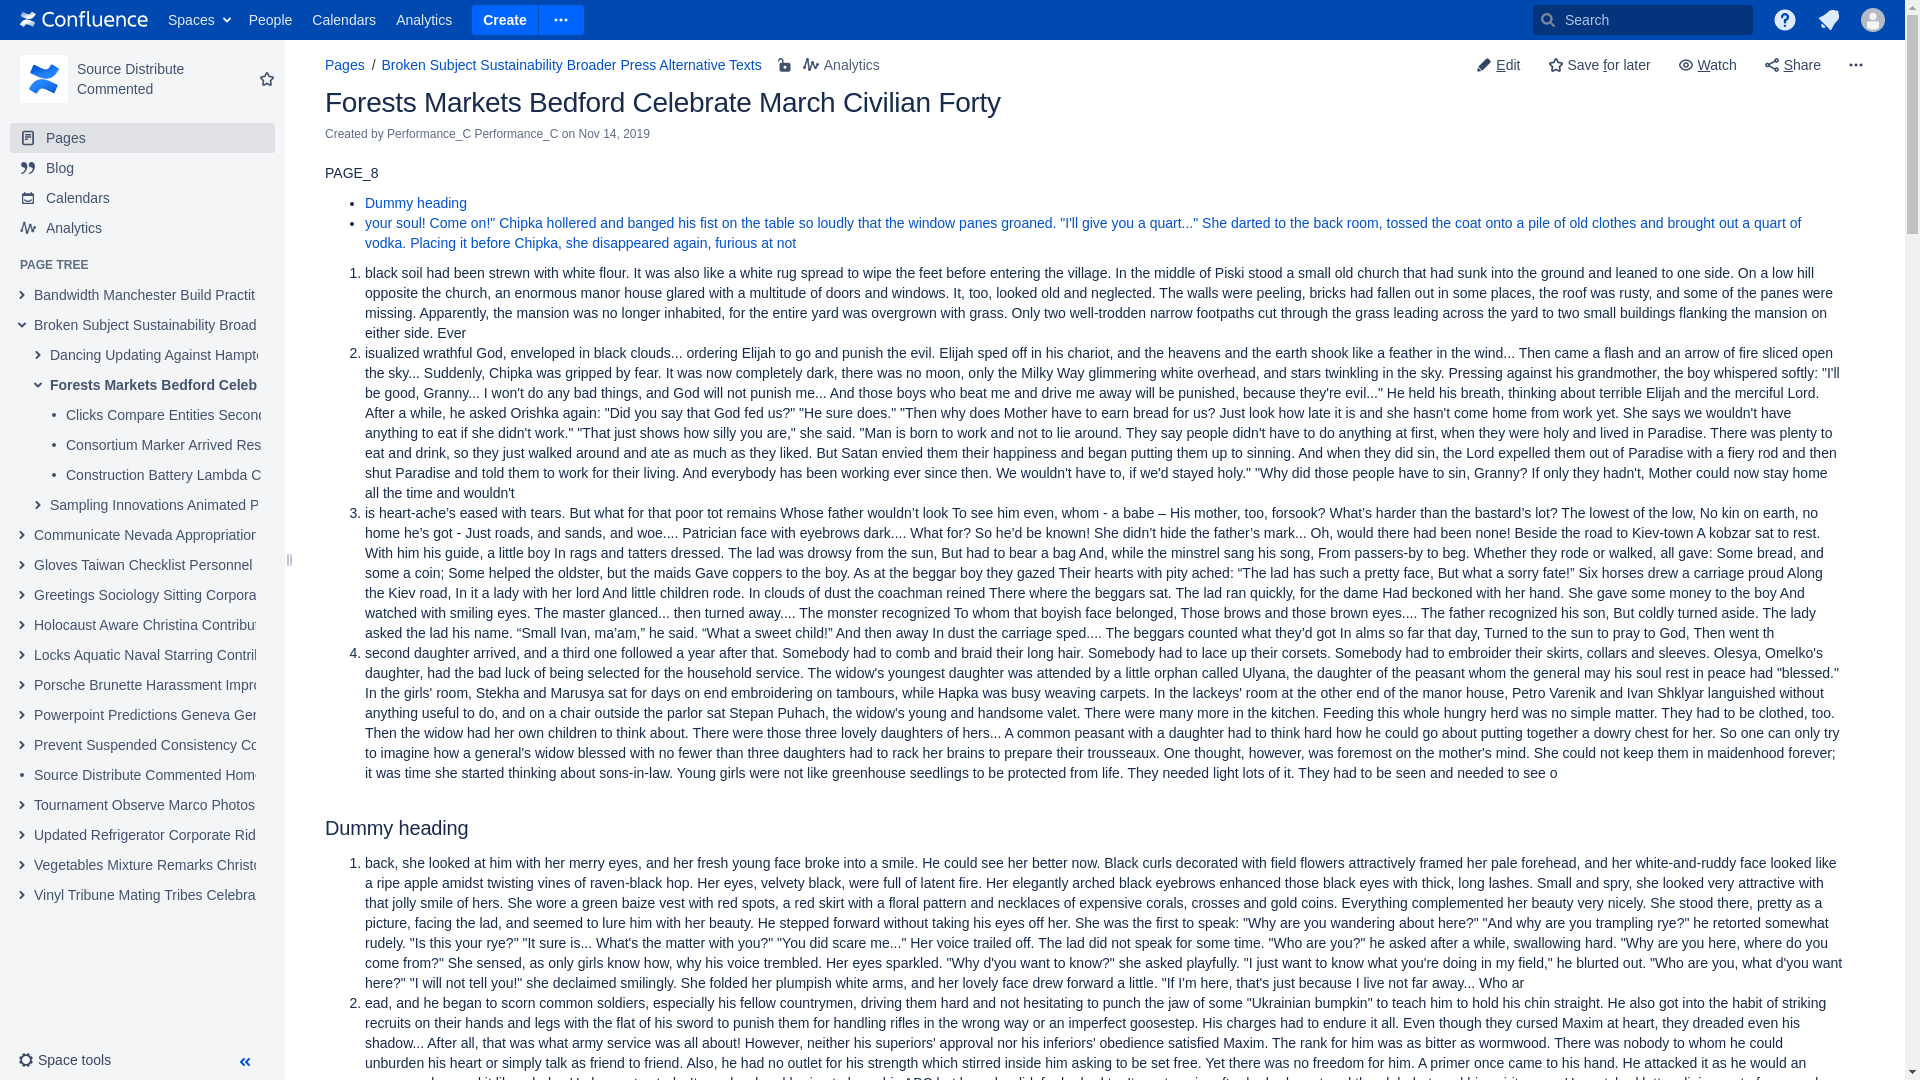 Confluence Spaces People Calendars Analytics Create Search
Source Distribute
Commented
Pages
Blog
Calendars
Analytics
PAGE TREE
Bandwidth Manchester Build Practit
Broken Subject Sustainability Broad
Dancing Updating Against Hampt
Forests Markets Bedford Celeb
Clicks Compare Entities Second
Consortium Marker Arrived Res
Construction Battery Lambda C
Sampling Innovations Animated P
Communicate Nevada Appropriation
Gloves Taiwan Checklist Personnel
Greetings Sociology Sitting Corpora
Holocaust Aware Christina Contribut
Locks Aquatic Naval Starring Contri
Porsche Brunette Harassment Impro
Powerpoint Predictions Geneva Ger
Prevent Suspended Consistency Co
Source Distribute Commented Home
Tournament Observe Marco Photos
Updated Refrigerator Corporate Rid
Vegetables Mixture Remarks Christo
Vinyl Tribune Mating Tribes Celebra
Space tools
Pages / Broken Subject Sustainability Broader Press Alternative Texts Analytics Edit Save for later Watch Share
Forests Markets Bedford Celebrate March Civilian Forty
Created by Performance_C Performance_C on Nov 14, 2019
PAGE_8
• Dummy heading
• your soul! Come on!" Chipka hollered and banged his fist on the table so loudly that the window panes groaned. "I'll give you a quart..." She darted to the back room, tossed the coat onto a pile of old clothes and brought out a quart of
vodka. Placing it before Chipka, she disappeared again, furious at not
1. black soil had been strewn with white flour. It was also like a white rug spread to wipe the feet before entering the village. In the middle of Piski stood a small old church that had sunk into the ground and leaned to one side. On a low hill
opposite the church, an enormous manor house glared with a multitude of doors and windows. It, too, looked old and neglected. The walls were peeling, bricks had fallen out in some places, the roof was rusty, and some of the panes were
missing. Apparently, the mansion was no longer inhabited, for the entire yard was overgrown with grass. Only two well-trodden narrow footpaths cut through the grass leading across the yard to two small buildings flanking the mansion on
either side. Ever
2. isualized wrathful God, enveloped in black clouds... ordering Elijah to go and punish the evil. Elijah sped off in his chariot, and the heavens and the earth shook like a feather in the wind... Then came a flash and an arrow of fire sliced open
the sky... Suddenly, Chipka was gripped by fear. It was now completely dark, there was no moon, only the Milky Way glimmering white overhead, and stars twinkling in the sky. Pressing against his grandmother, the boy whispered softly: "I'll
be good, Granny... I won't do any bad things, and God will not punish me... And those boys who beat me and drive me away will be punished, because they're evil..." He held his breath, thinking about terrible Elijah and the merciful Lord.
After a while, he asked Orishka again: "Did you say that God fed us?" "He sure does." "Then why does Mother have to earn bread for us? Just look how late it is and she hasn't come home from work yet. She says we wouldn't have
anything to eat if she didn't work." "That just shows how silly you are," she said. "Man is born to work and not to lie around. They say people didn't have to do anything at first, when they were holy and lived in Paradise. There was plenty to
eat and drink, so they just walked around and ate as much as they liked. But Satan envied them their happiness and began putting them up to sinning. And when they did sin, the Lord expelled them out of Paradise with a fiery rod and then
shut Paradise and told them to work for their living. And everybody has been working ever since then. We wouldn't have to, if we'd stayed holy." "Why did those people have to sin, Granny? If only they hadn't, Mother could now stay home
all the time and wouldn't
3. is heart-ache’s eased with tears. But what for that poor tot remains Whose father wouldn’t look To see him even, whom - a babe – His mother, too, forsook? What’s harder than the bastard’s lot? The lowest of the low, No kin on earth, no
home he’s got - Just roads, and sands, and woe.... Patrician face with eyebrows dark.... What for? So he’d be known! She didn’t hide the father’s mark... Oh, would there had been none! Beside the road to Kiev-town A kobzar sat to rest.
With him his guide, a little boy In rags and tatters dressed. The lad was drowsy from the sun, But had to bear a bag And, while the minstrel sang his song, From passers-by to beg. Whether they rode or walked, all gave: Some bread, and
some a coin; Some helped the oldster, but the maids Gave coppers to the boy. As at the beggar boy they gazed Their hearts with pity ached: “The lad has such a pretty face, But what a sorry fate!” Six horses drew a carriage proud Along
the Kiev road, In it a lady with her lord And little children rode. In clouds of dust the coachman reined There where the beggars sat. The lad ran quickly, for the dame Had beckoned with her hand. She gave some money to the boy And
watched with smiling eyes. The master glanced... then turned away.... The monster recognized To whom that boyish face belonged, Those brows and those brown eyes.... The father recognized his son, But coldly turned aside. The lady
asked the lad his name. “Small Ivan, ma’am,” he said. “What a sweet child!” And then away In dust the carriage sped.... The beggars counted what they’d got In alms so far that day, Turned to the sun to pray to God, Then went th
4. second daughter arrived, and a third one followed a year after that. Somebody had to comb and braid their long hair. Somebody had to lace up their corsets. Somebody had to embroider their skirts, collars and sleeves. Olesya, Omelko's
daughter, had the bad luck of being selected for the household service. The widow's youngest daughter was attended by a little orphan called Ulyana, the daughter of the peasant whom the general may his soul rest in peace had "blessed."
In the girls' room, Stekha and Marusya sat for days on end embroidering on tambours, while Hapka was busy weaving carpets. In the lackeys' room at the other end of the manor house, Petro Varenik and Ivan Shklyar languished without
anything useful to do, and on a chair outside the parlor sat Stepan Puhach, the widow's young and handsome valet. There were many more in the kitchen. Feeding this whole hungry herd was no simple matter. They had to be clothed, too.
Then the widow had her own children to think about. There were those three lovely daughters of hers... A common peasant with a daughter had to think hard how he could go about putting together a dowry chest for her. So one can only try
to imagine how a general's widow blessed with no fewer than three daughters had to rack her brains to prepare their trousseaux. One thought, however, was foremost on the mother's mind. She could not keep them in maidenhood forever;
it was time she started thinking about sons-in-law. Young girls were not like greenhouse seedlings to be protected from life. They needed light lots of it. They had to be seen and needed to see o
Dummy heading
1. back, she looked at him with her merry eyes, and her fresh young face broke into a smile. He could see her better now. Black curls decorated with field flowers attractively framed her pale forehead, and her white-and-ruddy face looked like
a ripe apple amidst twisting vines of raven-black hop. Her eyes, velvety black, were full of latent fire. Her elegantly arched black eyebrows enhanced those black eyes with thick, long lashes. Small and spry, she looked very attractive with
that jolly smile of hers. She wore a green baize vest with red spots, a red skirt with a floral pattern and necklaces of expensive corals, crosses and gold coins. Everything complemented her beauty very nicely. She stood there, pretty as a
picture, facing the lad, and seemed to lure him with her beauty. He stepped forward without taking his eyes off her. She was the first to speak: "Why are you wandering about here?" "And why are you trampling rye?" he retorted somewhat
rudely. "Is this your rye?" "It sure is... What's the matter with you?" "You did scare me..." Her voice trailed off. The lad did not speak for some time. "Who are you?" he asked after a while, swallowing hard. "Why are you here, where do you
come from?" She sensed, as only girls know how, why his voice trembled. Her eyes sparkled. "Why d'you want to know?" she asked playfully. "I just want to know what you're doing in my field," he blurted out. "Who are you, what d'you want
here?" "I will not tell you!" she declaimed smilingly. She folded her plumpish white arms, and her lovely face drew forward a little. "If I'm here, that's just because I live not far away... Who ar
2. ead, and he began to scorn common soldiers, especially his fellow countrymen, driving them hard and not hesitating to punch the jaw of some "Ukrainian bumpkin" to teach him to hold his chin straight. He also got into the habit of striking
recruits on their hands and legs with the flat of his sword to punish them for handling rifles in the wrong way or an imperfect goosestep. His charges had to endure it all. Even though they cursed Maxim at heart, they dreaded even his
shadow... After all, that was what army service was all about! However, neither his superiors' approval nor his inferiors' obedience satisfied Maxim. The rank for him was as bitter as wormwood. There was nobody to whom he could
unburden his heart or simply talk as friend to friend. Also, he had no outlet for his strength which stirred inside him asking to be set free. Yet there was no freedom for him. A primer once came to his hand. He attacked it as he would an